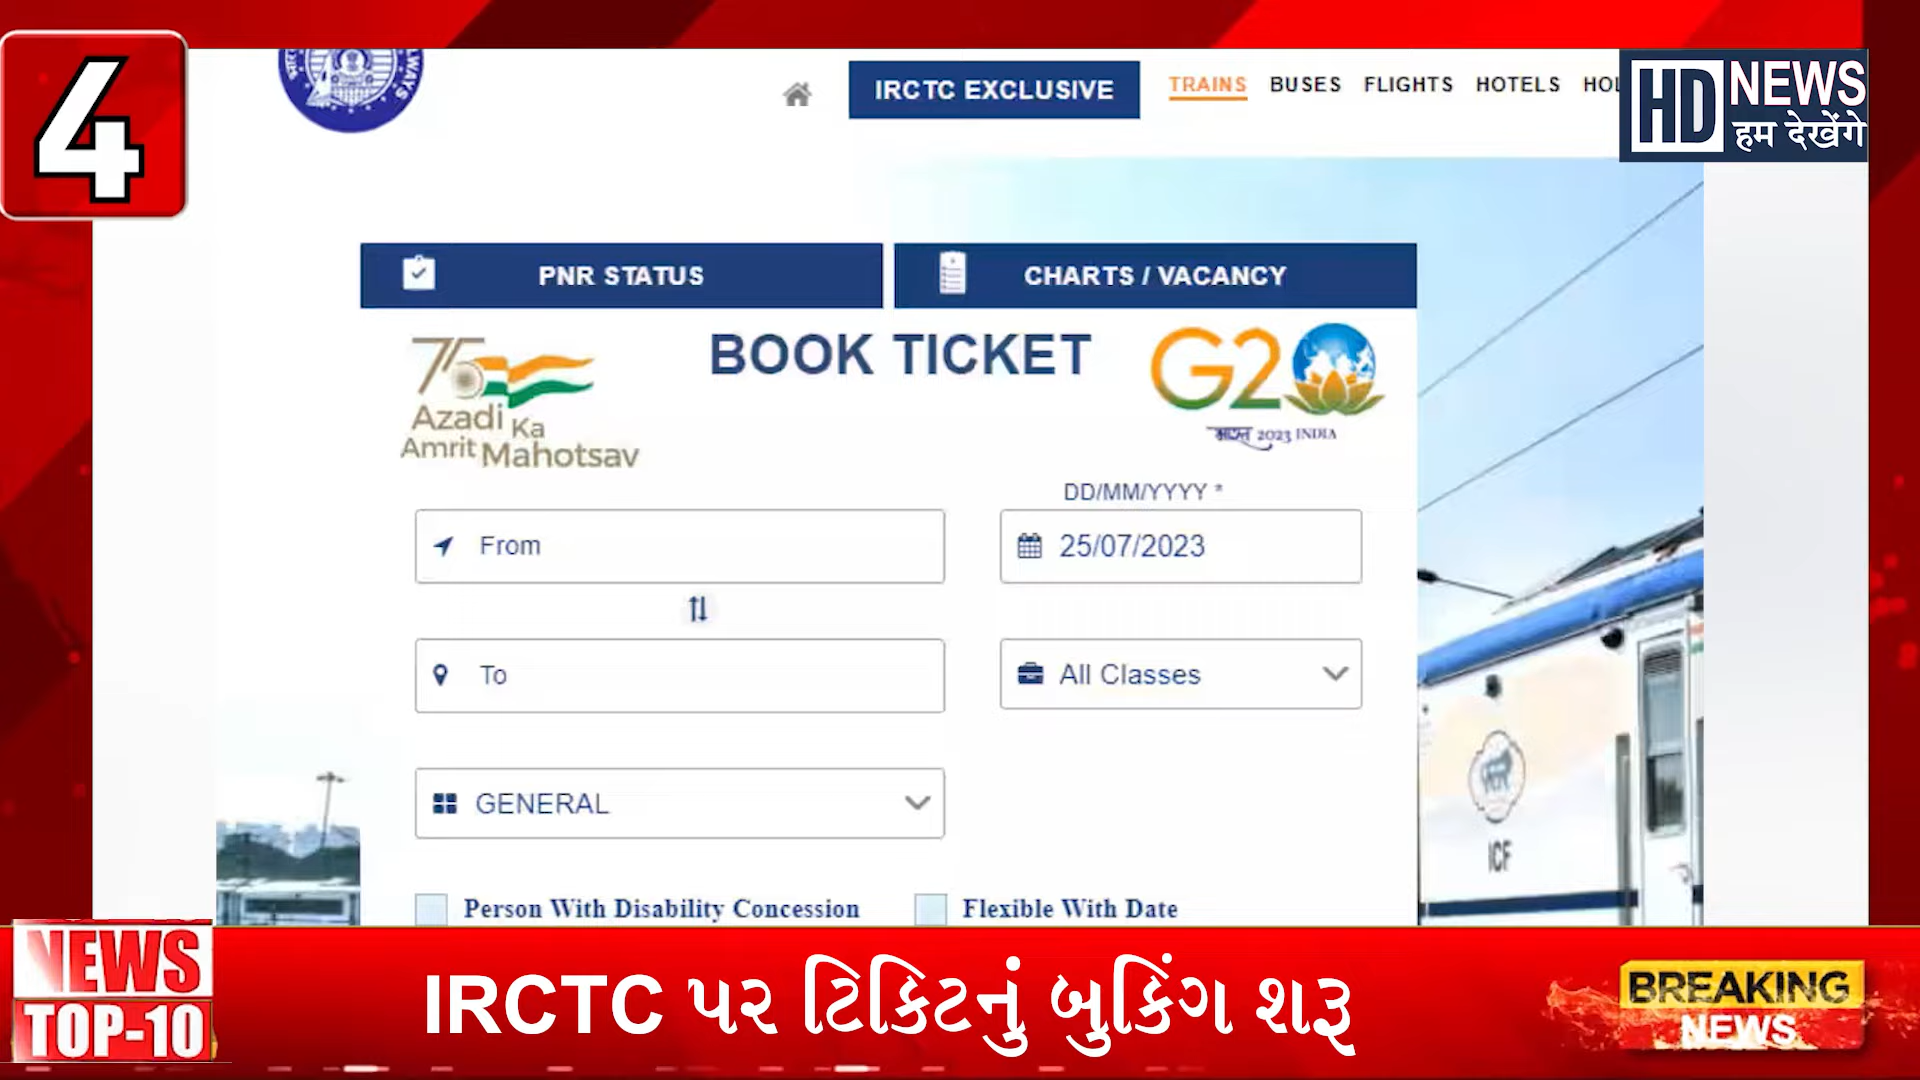 4
IRCTC EXCLUSIVE
TRAINS BUSES FLIGHTS HOTELS
HD NEWS
हम देखेंगे
PNR STATUS
CHARTS / VACANCY
BOOK TICKET
75
Azadi Ka
Amrit Mahotsav
G20
भारत 2023 INDIA
DD/MM/YYYY *
From
25/07/2023
To
All Classes
GENERAL
ICF
Person With Disability Concession
Flexible With Date
NEWS
TOP-10
IRCTC પર ટિકિટનું બુકિંગ શરૂ
BREAKING
NEWS